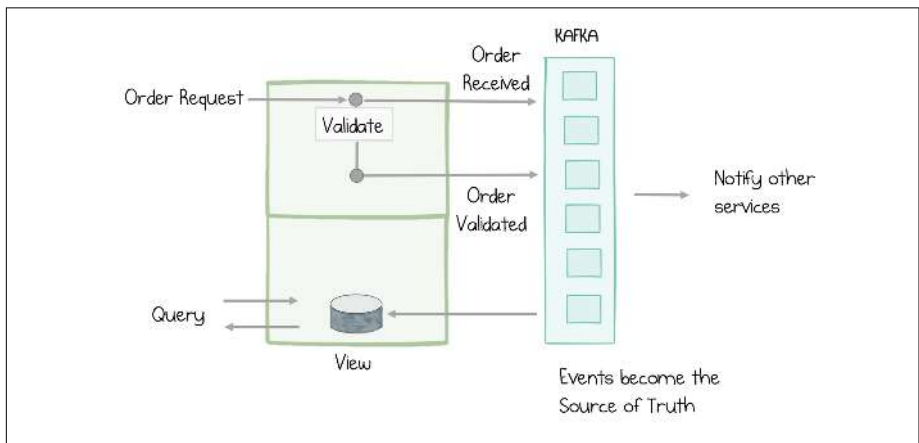 KAFKA
Order
Received
Order Request
Validate
Order
Validated
Notify other
services
Query
View
Events become the
Source of Truth